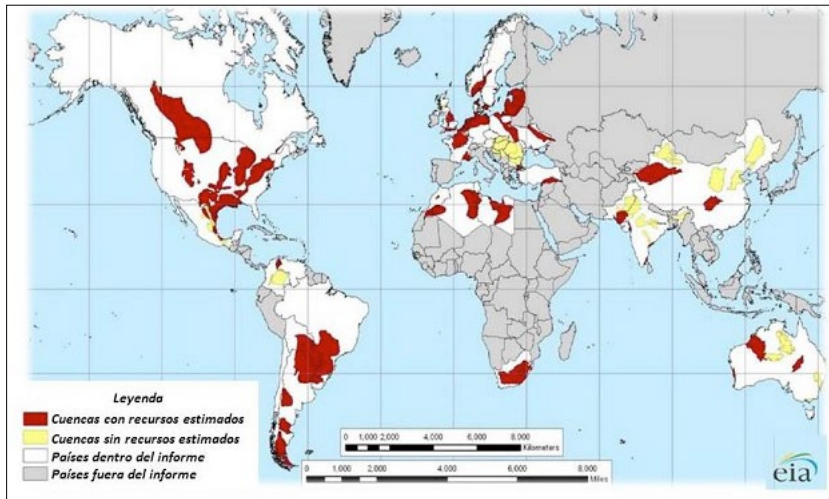 Leyenda
Cuencas con recursos estimados
Cuencas sin recursos estimados
Países dentro del informe
Países fuera del informe
0 1,000 2,000 4,000 6,000 8,000
Kilometers
0 1,000 2,000 4,000 6,000 8,000
Miles
eia